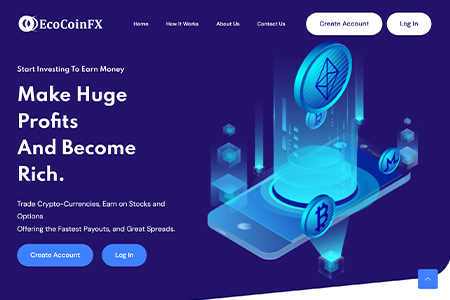 EcoCoinFX
Home How It Works About Us Contact Us Create Account Log In
Start Investing To Earn Money
Make Huge
Profits
And Become
Rich.
Trade Crypto-Currencies, Earn on Stocks and
Options
Offering the Fastest Payouts, and Great Spreads.
Create Account Log In